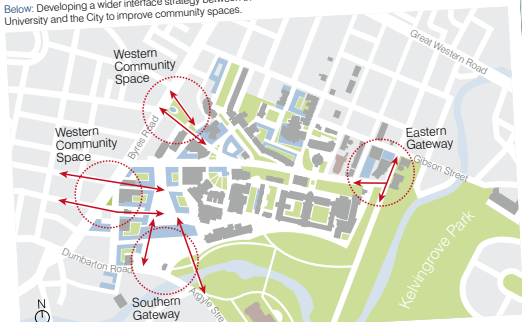 Below: Developing a wider interface strategy between
University and the City to improve community spaces.
Great Western Road
Western
Community
Space
Byres Road
Western
Community
Space
Eastern
Gateway
Gibson Street
Kelvingrove Park
Dumbarton Road
Southern
Gateway
Argyle
N